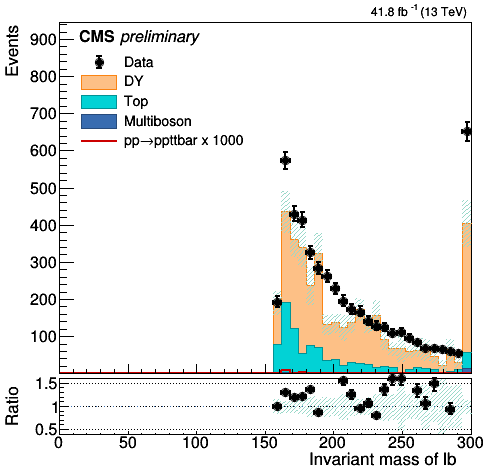 41.8 fb⁻¹ (13 TeV)
Events
CMS preliminary
Data
DY
Top
Multiboson
pp→ppttbar x 1000
900
800
700
600
500
400
300
200
100
Ratio
1.5
1
0.5
0 50 100 150 200 250 300
Invariant mass of lb